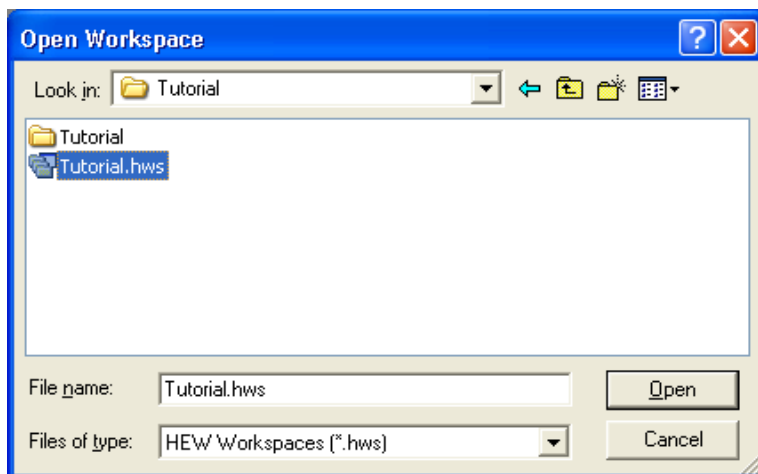 Open Workspace
Look in: Tutorial
Tutorial
Tutorial.hws
File name: Tutorial.hws
Open
Files of type: HEW Workspaces (*.hws)
Cancel